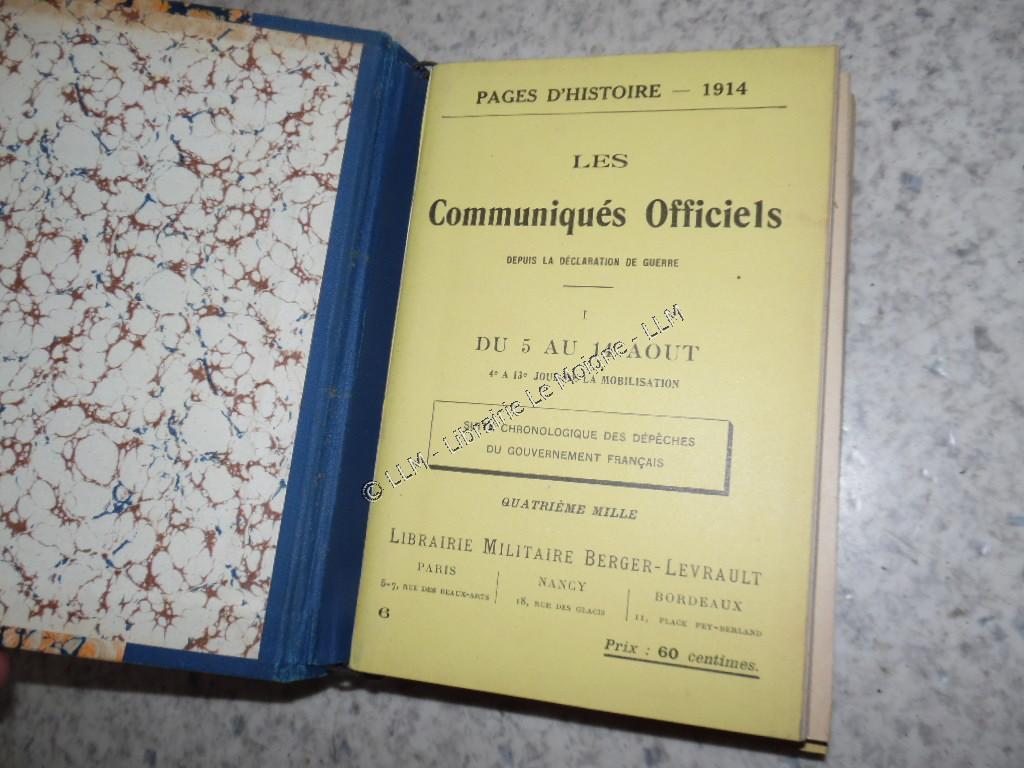 PAGES D'HISTOIRE — 1914
LES
Communiqués Officiels
DEPUIS LA DÉCLARATION DE GUERRE
I
DU 5 AU 14 AOUT
4e A 13e JOUR LA MOBILISATION
SUITE CHRONOLOGIQUE DES DÉPÊCHES
DU GOUVERNEMENT FRANÇAIS
QUATRIÈME MILLE
LIBRAIRIE MILITAIRE BERGER-LEVRAULT
PARIS
5-7, RUE DES BEAUX-ARTS
NANCY
18, RUE DES GLACIS
BORDEAUX
11, PLACE PEY-BERLAND
6
Prix : 60 centimes.
© LLM - Librairie Le Moigne - LLM